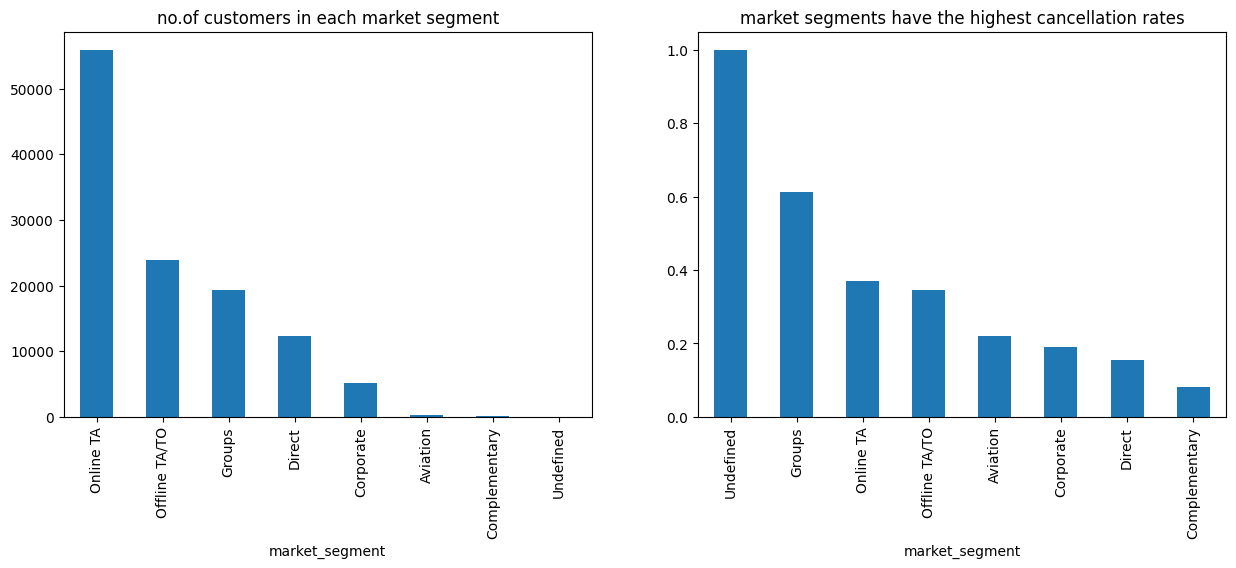 no.of customers in each market segment
50000
40000
30000
20000
10000
0
Online TA
Offline TA/TO
Groups
Direct
Corporate
Aviation
Complementary
Undefined
market_segment
market segments have the highest cancellation rates
1.0
0.8
0.6
0.4
0.2
0.0
Undefined
Groups
Online TA
Offline TA/TO
Aviation
Corporate
Direct
Complementary
market_segment